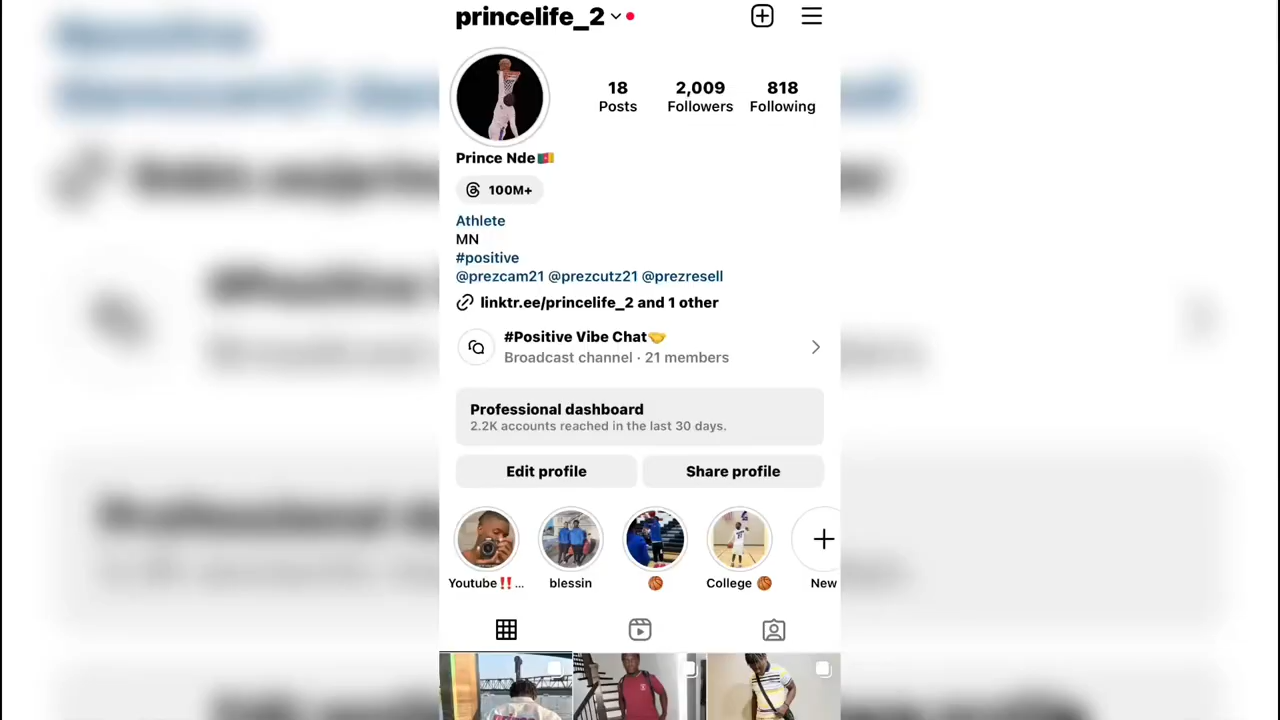 princelife_2
18 2,009 818
Posts Followers Following
Prince Nde🇨🇲
100M+
Athlete
MN
#positive
@prezcam21 @prezcutz21 @prezresell
linktr.ee/princelife_2 and 1 other
#Positive Vibe Chat🤝
Broadcast channel · 21 members
Professional dashboard
2.2K accounts reached in the last 30 days.
Edit profile Share profile
Youtube‼️... blessin 🏀 College 🏀 New